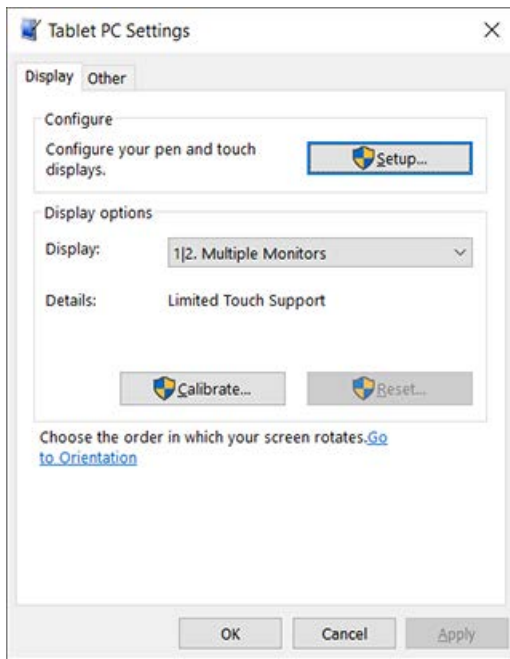 Tablet PC Settings
Display Other
Configure
Configure your pen and touch
displays.
Setup...
Display options
Display: 1|2. Multiple Monitors
Details: Limited Touch Support
Calibrate... Reset...
Choose the order in which your screen rotates.Go
to Orientation
OK Cancel Apply